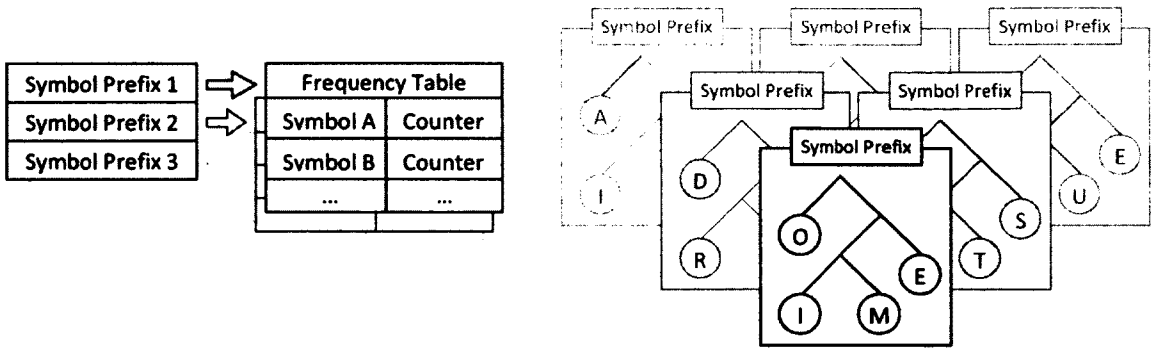 Symbol Prefix 1
Symbol Prefix 2
Symbol Prefix 3
Frequency Table
Symbol A Counter
Symbol B Counter
... ...
Symbol Prefix
A
I
Symbol Prefix
Symbol Prefix
E
U
Symbol Prefix
D
R
Symbol Prefix
S
T
Symbol Prefix
O
E
I
M